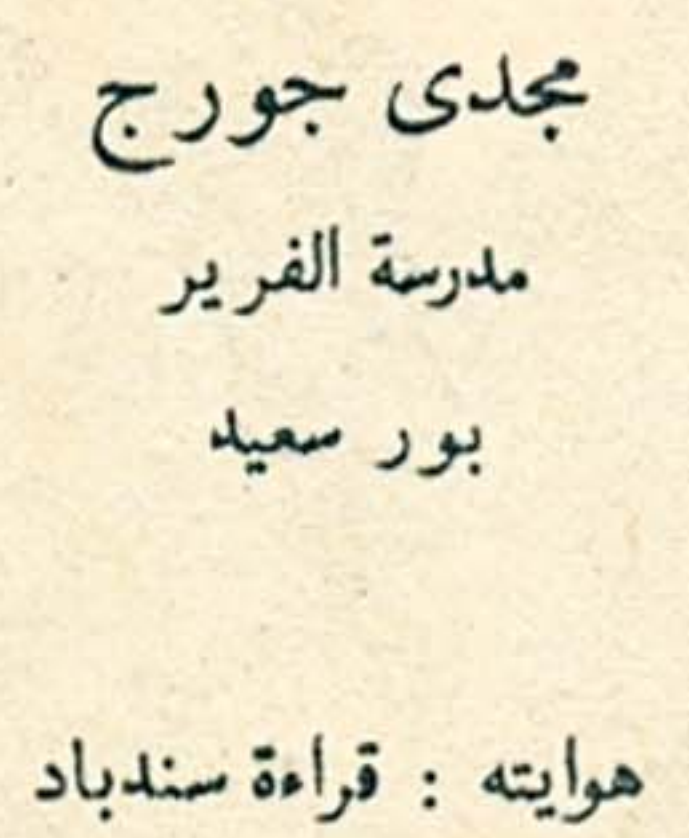 مجدى جورج
مدرسة الفرير
بور سعيد
هوايته : قراءة سندباد